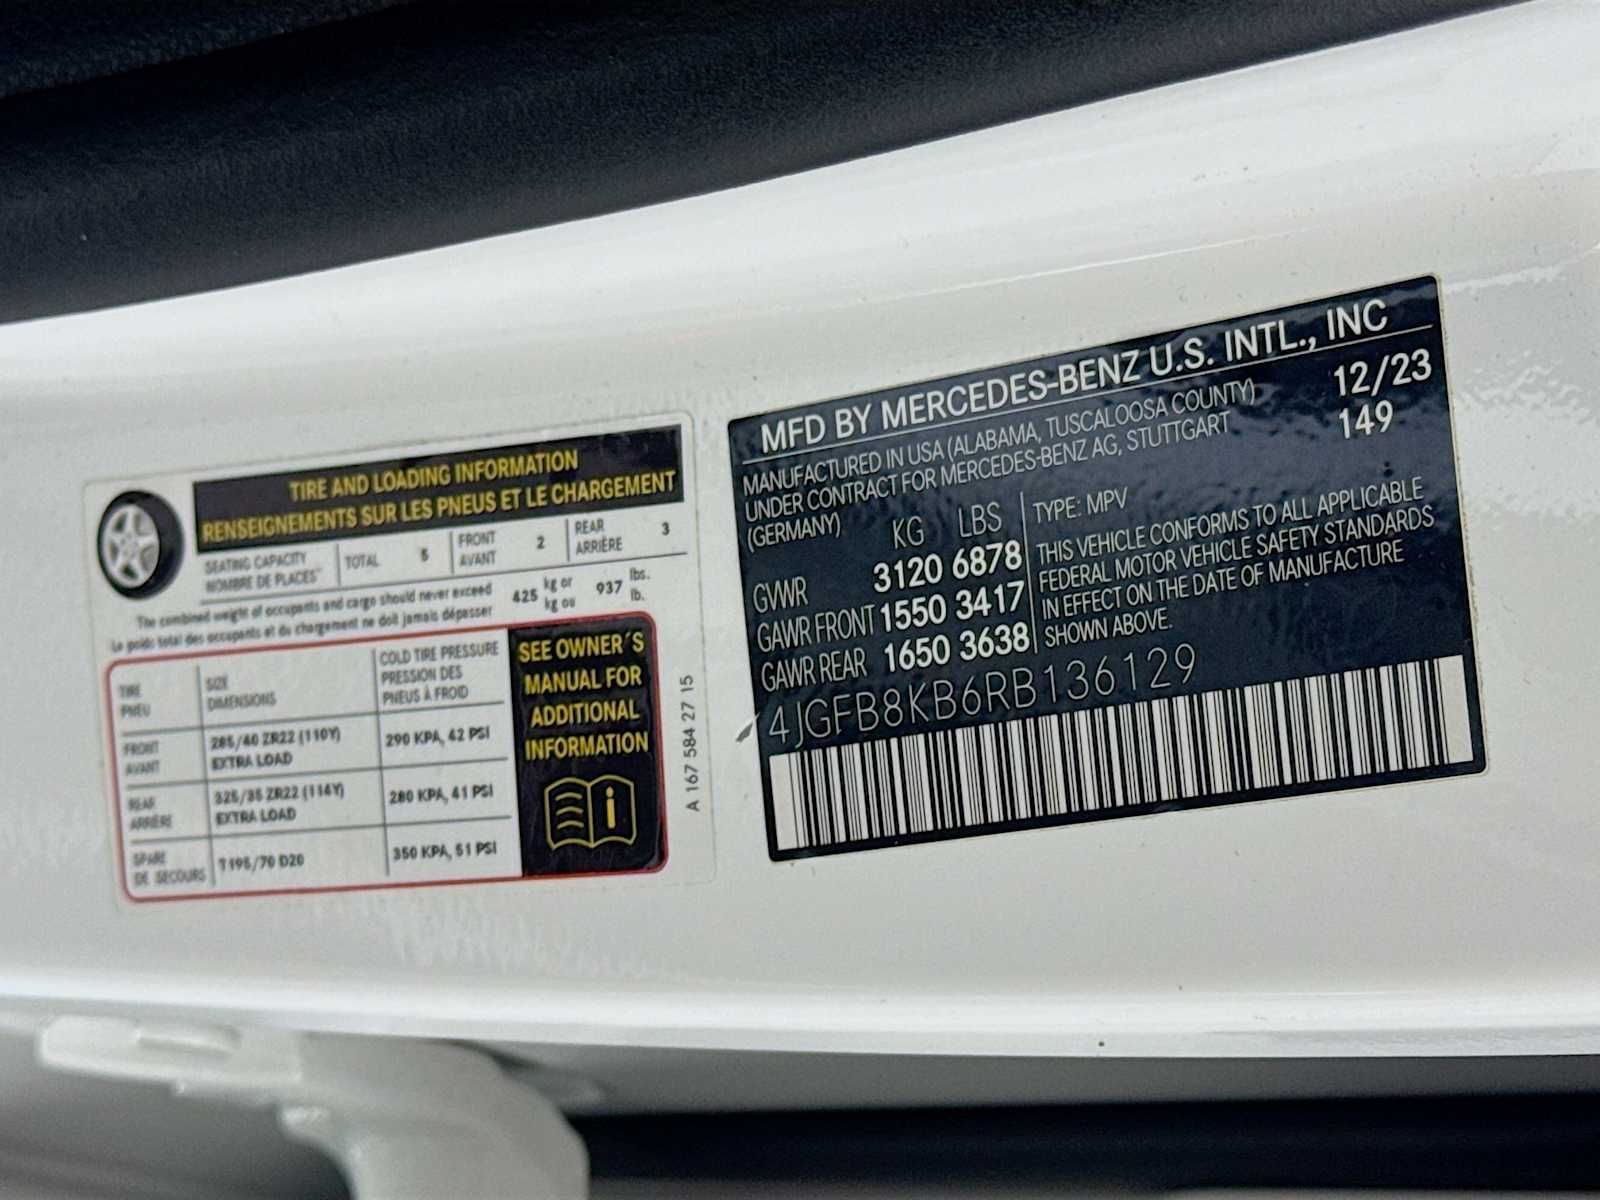 TIRE AND LOADING INFORMATION
RENSEIGNEMENTS SUR LES PNEUS ET LE CHARGEMENT
SEATING CAPACITY
NOMBRE DE PLACES
TOTAL 5
FRONT
AVANT
2
REAR
ARRIÈRE
3
The combined weight of occupants and cargo should never exceed
Le poids total des occupants et du chargement ne doit jamais dépasser
425 kg or
kg ou
937 lbs.
lb.
TIRE
PNEU
SIZE
DIMENSIONS
COLD TIRE PRESSURE
PRESSION DES
PNEUS À FROID
FRONT
AVANT
285/40 ZR22 (110Y)
EXTRA LOAD
290 KPA, 42 PSI
REAR
ARRIÈRE
325/35 ZR22 (114Y)
EXTRA LOAD
280 KPA, 41 PSI
SPARE
DE SECOURS
T195/70 D20
350 KPA, 51 PSI
SEE OWNER´S
MANUAL FOR
ADDITIONAL
INFORMATION
A 167 584 27 15
MFD BY MERCEDES-BENZ U.S. INTL., INC
MANUFACTURED IN USA (ALABAMA, TUSCALOOSA COUNTY)
UNDER CONTRACT FOR MERCEDES-BENZ AG, STUTTGART
(GERMANY)
12/23
149
KG LBS
GVWR 3120 6878
GAWR FRONT 1550 3417
GAWR REAR 1650 3638
TYPE: MPV
THIS VEHICLE CONFORMS TO ALL APPLICABLE
FEDERAL MOTOR VEHICLE SAFETY STANDARDS
IN EFFECT ON THE DATE OF MANUFACTURE
SHOWN ABOVE.
4JGFB8KB6RB136129